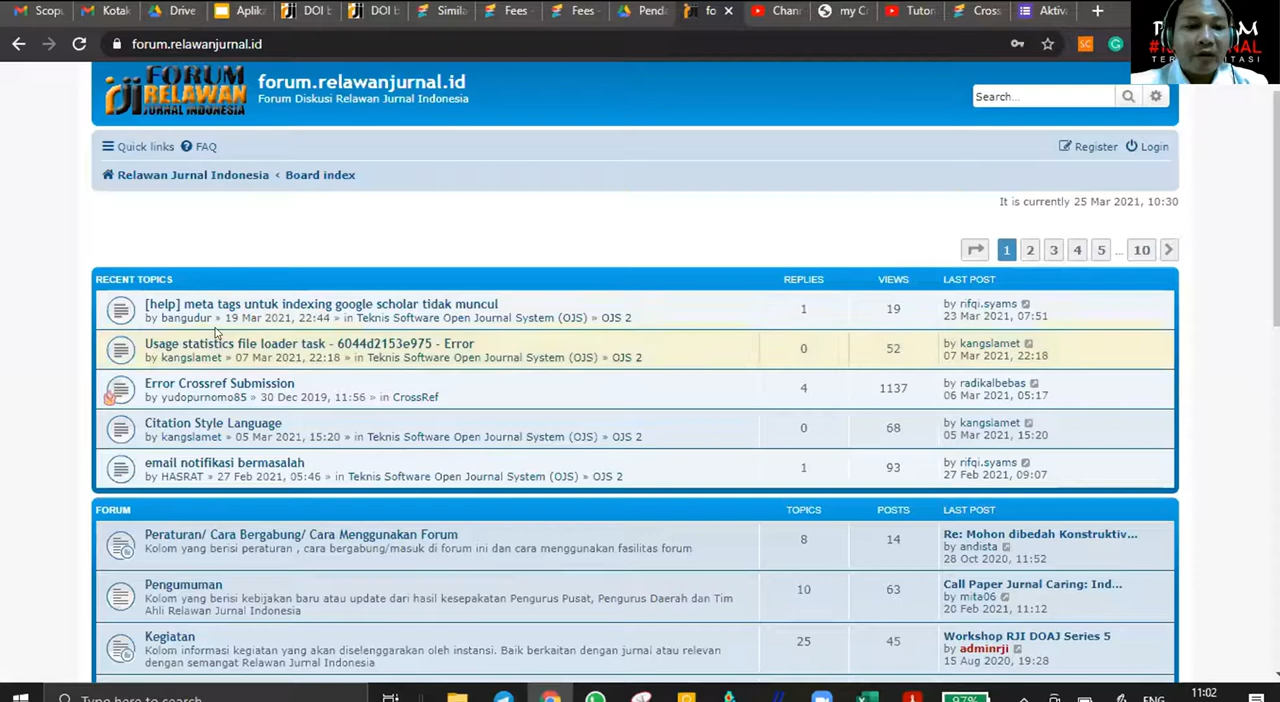 Scopu
Kotak
Drive
Aplika
DOI b
DOI b
Simila
Fees
Fees
Penda
fo
Chanr
my C
Tutor
Cross
Aktiva
forum.relawanjurnal.id
SC
FORUM
RELAWAN
JURNAL INDONESIA
forum.relawanjurnal.id
Forum Diskusi Relawan Jurnal Indonesia
Search...
Quick links FAQ
Register Login
Relawan Jurnal Indonesia ‹ Board index
It is currently 25 Mar 2021, 10:30
1 2 3 4 5 ... 10
RECENT TOPICS REPLIES VIEWS LAST POST
[help] meta tags untuk indexing google scholar tidak muncul
by bangudur » 19 Mar 2021, 22:44 » in Teknis Software Open Journal System (OJS) » OJS 2
1 19
by rifqi.syams
23 Mar 2021, 07:51
Usage statistics file loader task - 6044d2153e975 - Error
by kangslamet » 07 Mar 2021, 22:18 » in Teknis Software Open Journal System (OJS) » OJS 2
0 52
by kangslamet
07 Mar 2021, 22:18
Error Crossref Submission
by yudopurnomo85 » 30 Dec 2019, 11:56 » in CrossRef
4 1137
by radikalbebas
06 Mar 2021, 05:17
Citation Style Language
by kangslamet » 05 Mar 2021, 15:20 » in Teknis Software Open Journal System (OJS) » OJS 2
0 68
by kangslamet
05 Mar 2021, 15:20
email notifikasi bermasalah
by HASRAT » 27 Feb 2021, 05:46 » in Teknis Software Open Journal System (OJS) » OJS 2
1 93
by rifqi.syams
27 Feb 2021, 09:07
FORUM TOPICS POSTS LAST POST
Peraturan/ Cara Bergabung/ Cara Menggunakan Forum
Kolom yang berisi peraturan , cara bergabung/masuk di forum ini dan cara menggunakan fasilitas forum
8 14
Re: Mohon dibedah Konstruktiv...
by andista
28 Oct 2020, 11:52
Pengumuman
Kolom yang berisi kebijakan baru atau update dari hasil kesepakatan Pengurus Pusat, Pengurus Daerah dan Tim
Ahli Relawan Jurnal Indonesia
10 63
Call Paper Jurnal Caring: Ind...
by mita06
20 Feb 2021, 11:12
Kegiatan
Kolom informasi kegiatan yang akan diselenggarakan oleh instansi. Baik berkaitan dengan jurnal atau relevan
dengan semangat Relawan Jurnal Indonesia
25 45
Workshop RJI DOAJ Series 5
by adminrji
15 Aug 2020, 19:28
Type here to search
97%
ENG
11:02